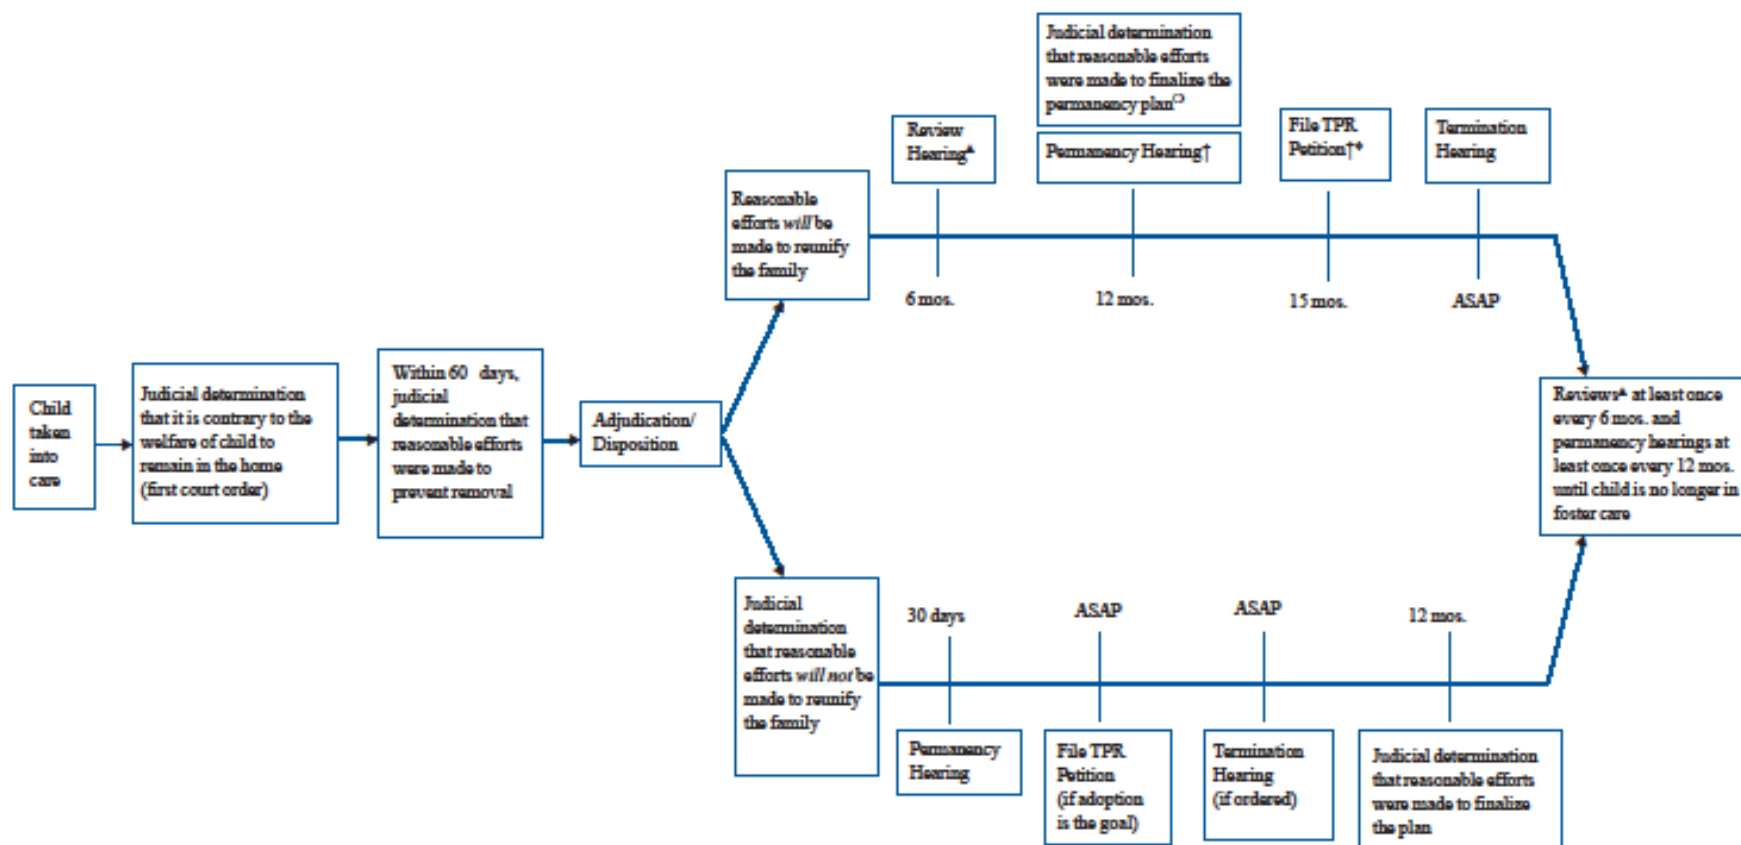 Child
taken
into
care
Judicial determination
that it is contrary to the
welfare of child to
remain in the home
(first court order)
Within 60 days,
judicial
determination that
reasonable efforts
were made to
prevent removal
Adjudication/
Disposition
Reasonable
efforts will be
made to reunify
the family
Review
Hearing▲
6 mos.
Judicial determination
that reasonable efforts
were made to finalize the
permanency plan
Permanency Hearing†
12 mos.
File TPR
Petition†*
15 mos.
Termination
Hearing
ASAP
Judicial
determination
that reasonable
efforts will not be
made to reunify
the family
30 days
Permanency
Hearing
ASAP
File TPR
Petition
(if adoption
is the goal)
ASAP
Termination
Hearing
(if ordered)
12 mos.
Judicial determination
that reasonable efforts
were made to finalize
the plan
Reviews▲ at least once
every 6 mos. and
permanency hearings at
least once every 12 mos.
until child is no longer in
foster care